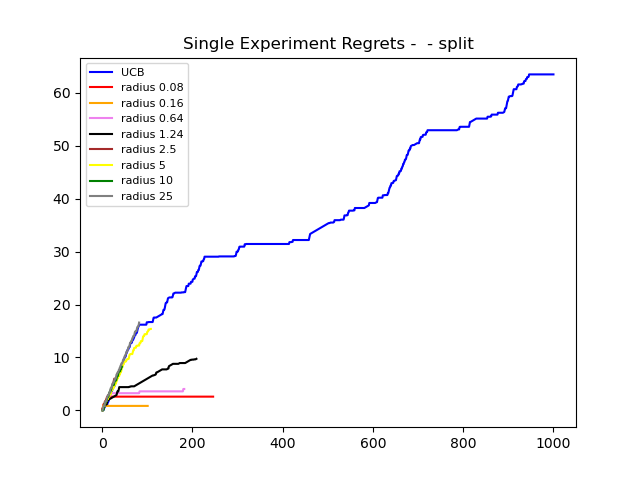 Single Experiment Regrets -  - split
UCB
radius 0.08
radius 0.16
radius 0.64
radius 1.24
radius 2.5
radius 5
radius 10
radius 25
60
50
40
30
20
10
0
0 200 400 600 800 1000